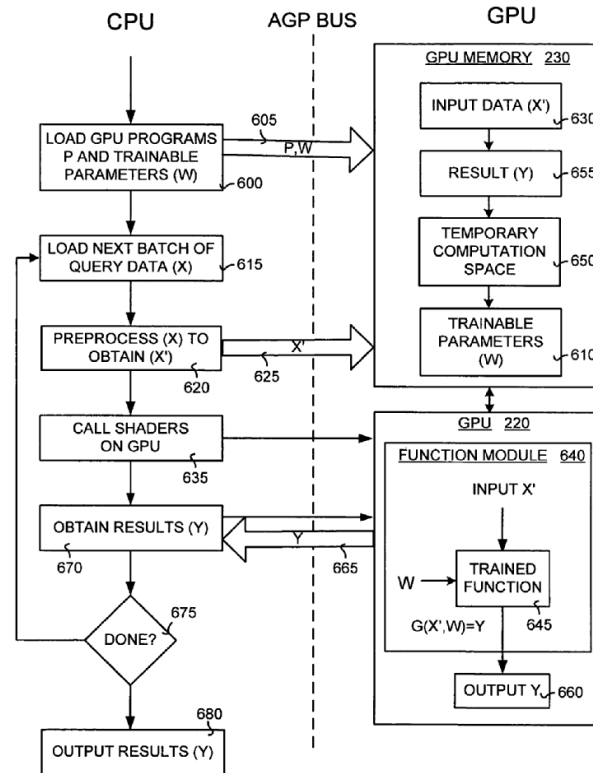 CPU
AGP BUS
GPU
LOAD GPU PROGRAMS
P AND TRAINABLE
PARAMETERS (W)
600
605
P,W
LOAD NEXT BATCH OF
QUERY DATA (X)
615
PREPROCESS (X) TO
OBTAIN (X')
620
X'
625
CALL SHADERS
ON GPU
635
OBTAIN RESULTS (Y)
670
Y
665
DONE?
675
680
OUTPUT RESULTS (Y)
GPU MEMORY 230
INPUT DATA (X')
630
RESULT (Y)
655
TEMPORARY
COMPUTATION
SPACE
650
TRAINABLE
PARAMETERS
(W)
610
GPU 220
FUNCTION MODULE 640
INPUT X'
W
TRAINED
FUNCTION
645
G(X',W)=Y
OUTPUT Y
660